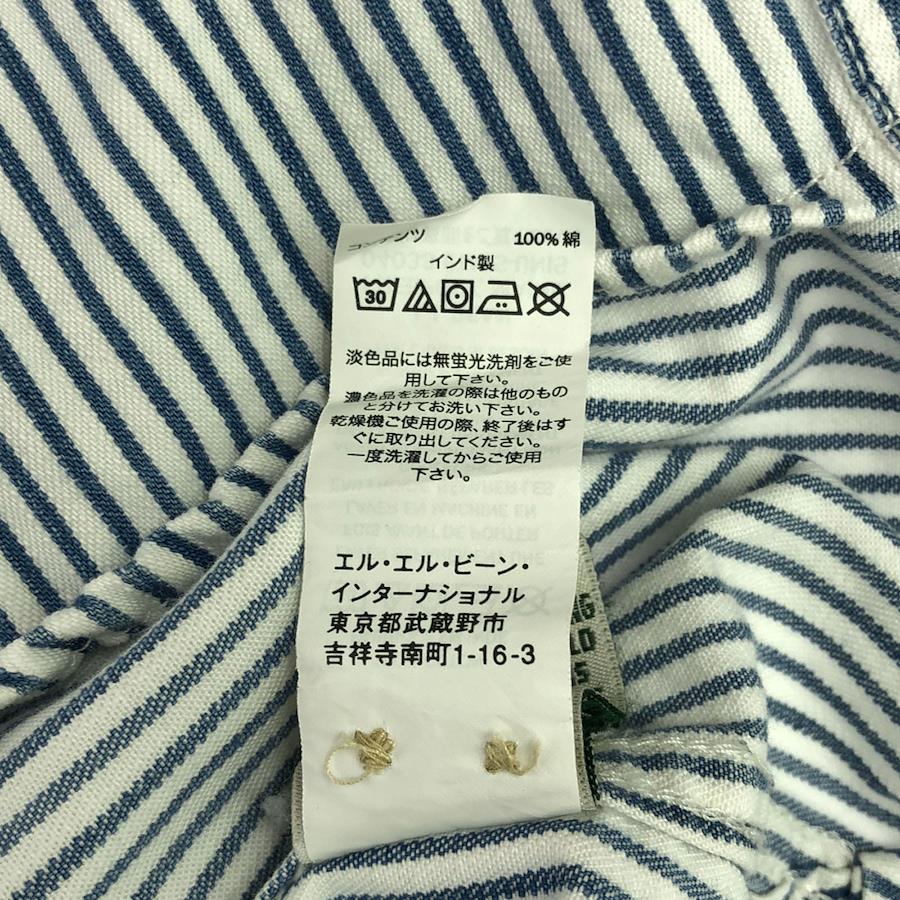 コンテンツ 100% 綿
インド製
30
淡色品には無蛍光洗剤をご使
用して下さい。
濃色品を洗濯の際は他のもの
と分けてお洗い下さい。
乾燥機ご使用の際、終了後はす
ぐに取り出してください。
一度洗濯してからご使用
下さい。
エル・エル・ビーン・
インターナショナル
東京都武蔵野市
吉祥寺南町1-16-3